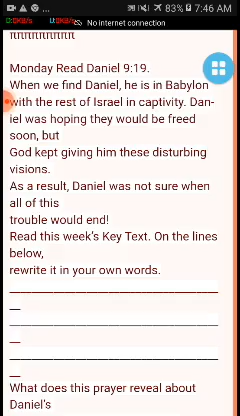 0:0KB/s U:0KB/s 83% 7:46 AM
No internet connection
Monday Read Daniel 9:19.
When we find Daniel, he is in Babylon
with the rest of Israel in captivity. Dan-
iel was hoping they would be freed
soon, but
God kept giving him these disturbing
visions.
As a result, Daniel was not sure when
all of this
trouble would end!
Read this week's Key Text. On the lines
below,
rewrite it in your own words.
What does this prayer reveal about
Daniel's